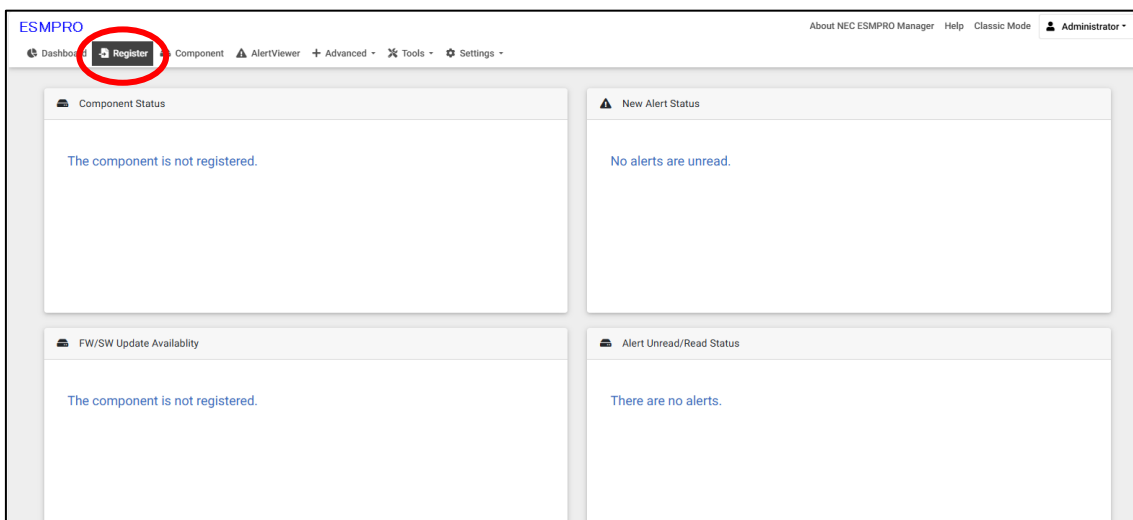 ESMPRO
About NEC ESMPRO Manager Help Classic Mode Administrator
Dashboard Register Component AlertViewer + Advanced Tools Settings
Component Status
The component is not registered.
New Alert Status
No alerts are unread.
FW/SW Update Availablity
The component is not registered.
Alert Unread/Read Status
There are no alerts.